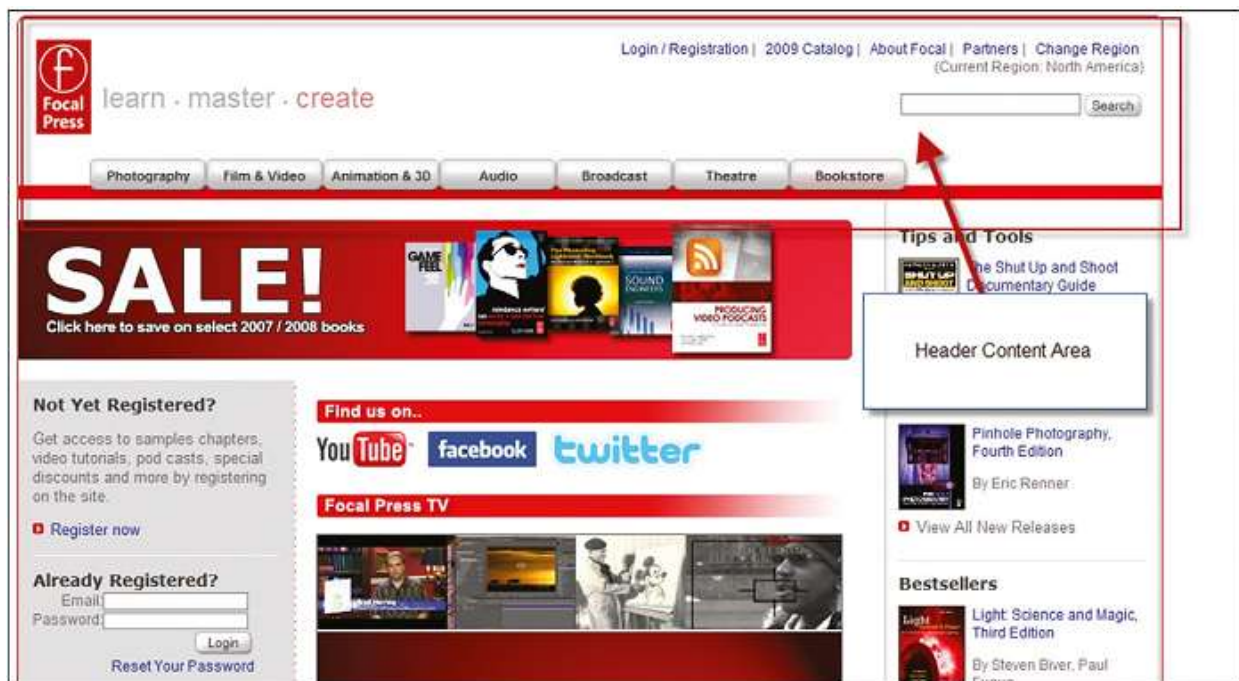 Login / Registration | 2009 Catalog | About Focal | Partners | Change Region
(Current Region: North America)
f
Focal
Press
learn . master . create
Search
Photography Film & Video Animation & 3D Audio Broadcast Theatre Bookstore
SALE!
Click here to save on select 2007 / 2008 books
GAME
FEEL
SOUND
PRODUCING
VIDEO PODCASTS
Tips and Tools
The Shut Up and Shoot
Documentary Guide
SHUT UP
AND SHOOT
Header Content Area
Not Yet Registered?
Get access to samples chapters,
video tutorials, pod casts, special
discounts and more by registering
on the site.
Register now
Already Registered?
Email:
Password:
Login
Reset Your Password
Find us on..
YouTube
facebook
twitter
Focal Press TV
Pinhole Photography,
Fourth Edition
By Eric Renner
View All New Releases
Bestsellers
Light
Light: Science and Magic,
Third Edition
By Steven Biver, Paul